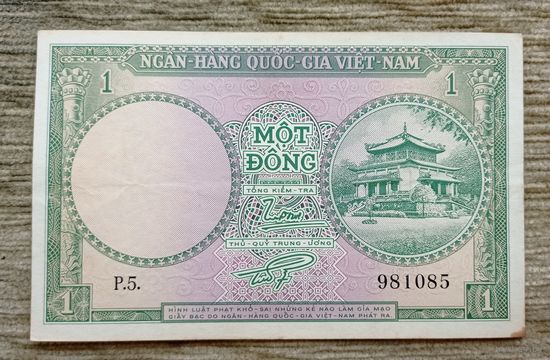 NGÂN-HÀNG QUỐC-GIA VIỆT-NAM
1 1
MỘT
ĐỒNG
TỔNG KIỂM-TRA
THỦ-QUỸ TRUNG-ƯƠNG
P.5. 981085
1 1
HÌNH LUẬT PHẠT KHỔ-SAI NHỮNG KẺ NÀO LÀM GIẢ MẠO
GIẤY BẠC DO NGÂN-HÀNG QUỐC-GIA VIỆT-NAM PHÁT RA.